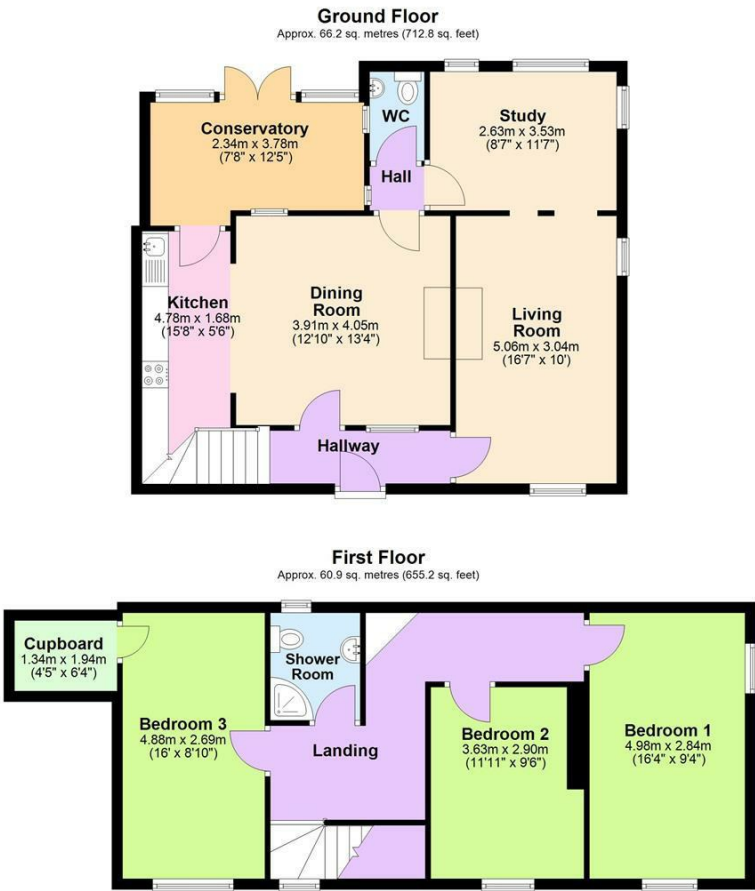 Ground Floor
Approx. 66.2 sq. metres (712.8 sq. feet)
WC
Study
2.63m x 3.53m
(8'7" x 11'7")
Conservatory
2.34m x 3.78m
(7'8" x 12'5")
Hall
Kitchen
4.78m x 1.68m
(15'8" x 5'6")
Dining
Room
3.91m x 4.05m
(12'10" x 13'4")
Living
Room
5.06m x 3.04m
(16'7" x 10')
Hallway
First Floor
Approx. 60.9 sq. metres (655.2 sq. feet)
Cupboard
1.34m x 1.94m
(4'5" x 6'4")
Shower
Room
Bedroom 3
4.88m x 2.69m
(16' x 8'10")
Landing
Bedroom 2
3.63m x 2.90m
(11'11" x 9'6")
Bedroom 1
4.98m x 2.84m
(16'4" x 9'4")